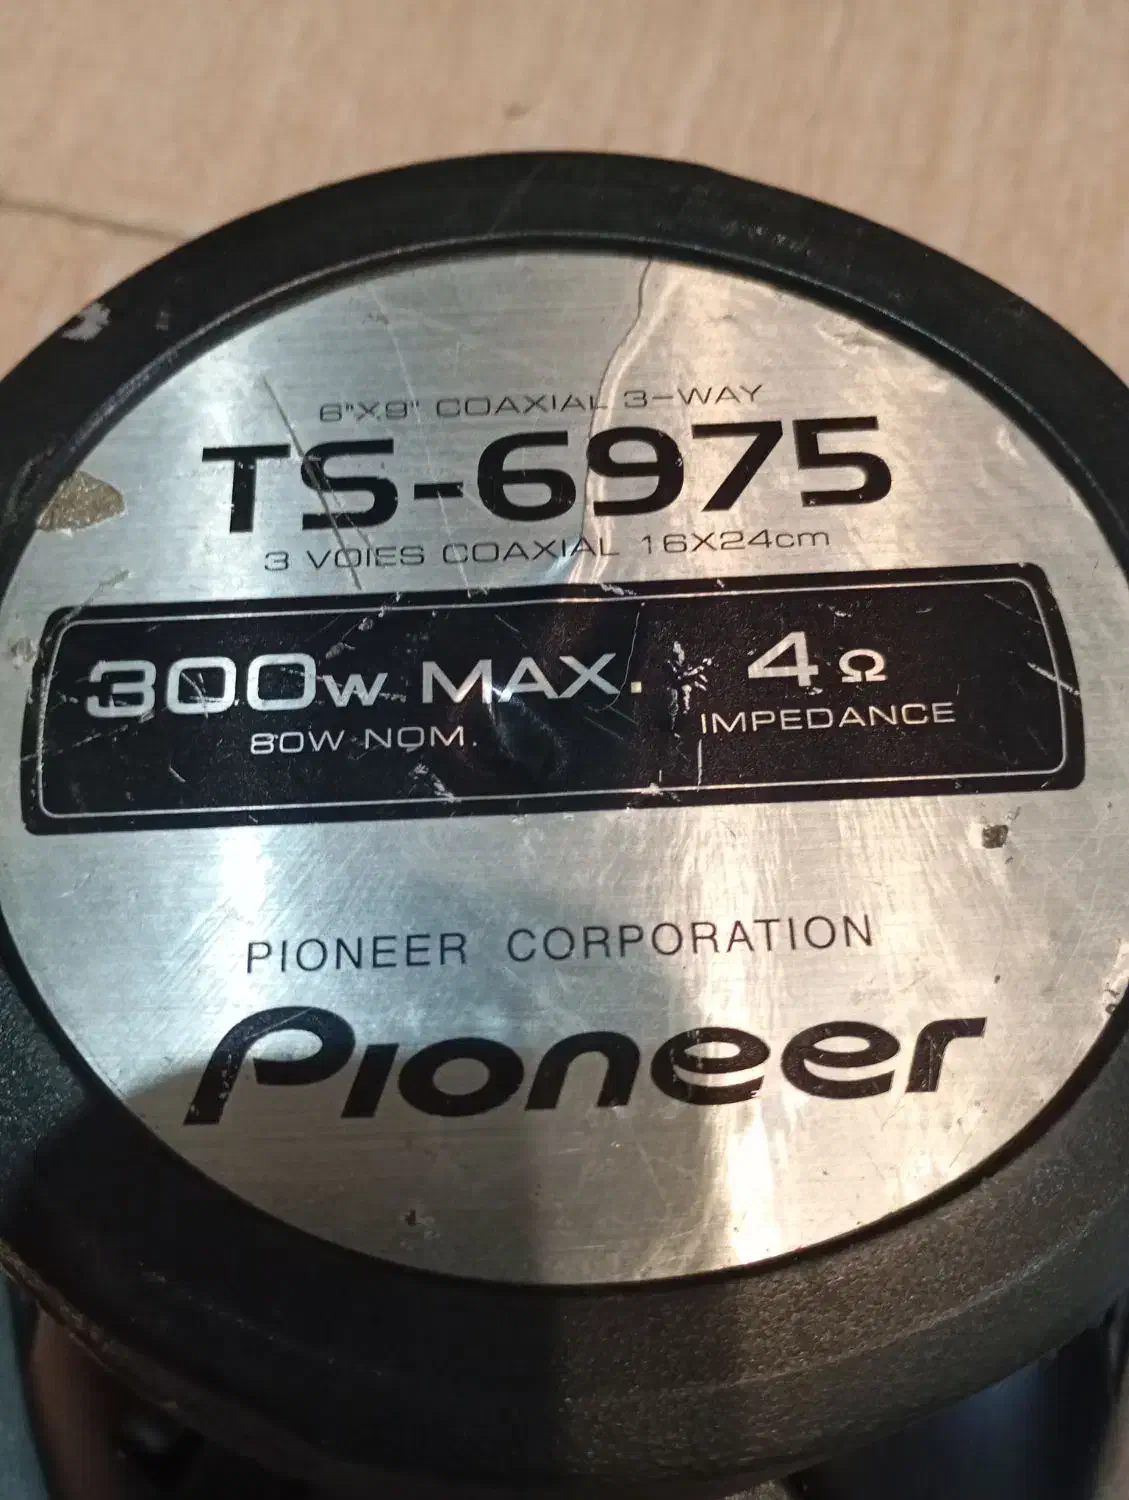 6"X9" COAXIAL 3-WAY
TS-6975
3 VOIES COAXIAL 16X24cm
300w MAX.
80W NOM.
4 Ω
IMPEDANCE
PIONEER CORPORATION
Pioneer